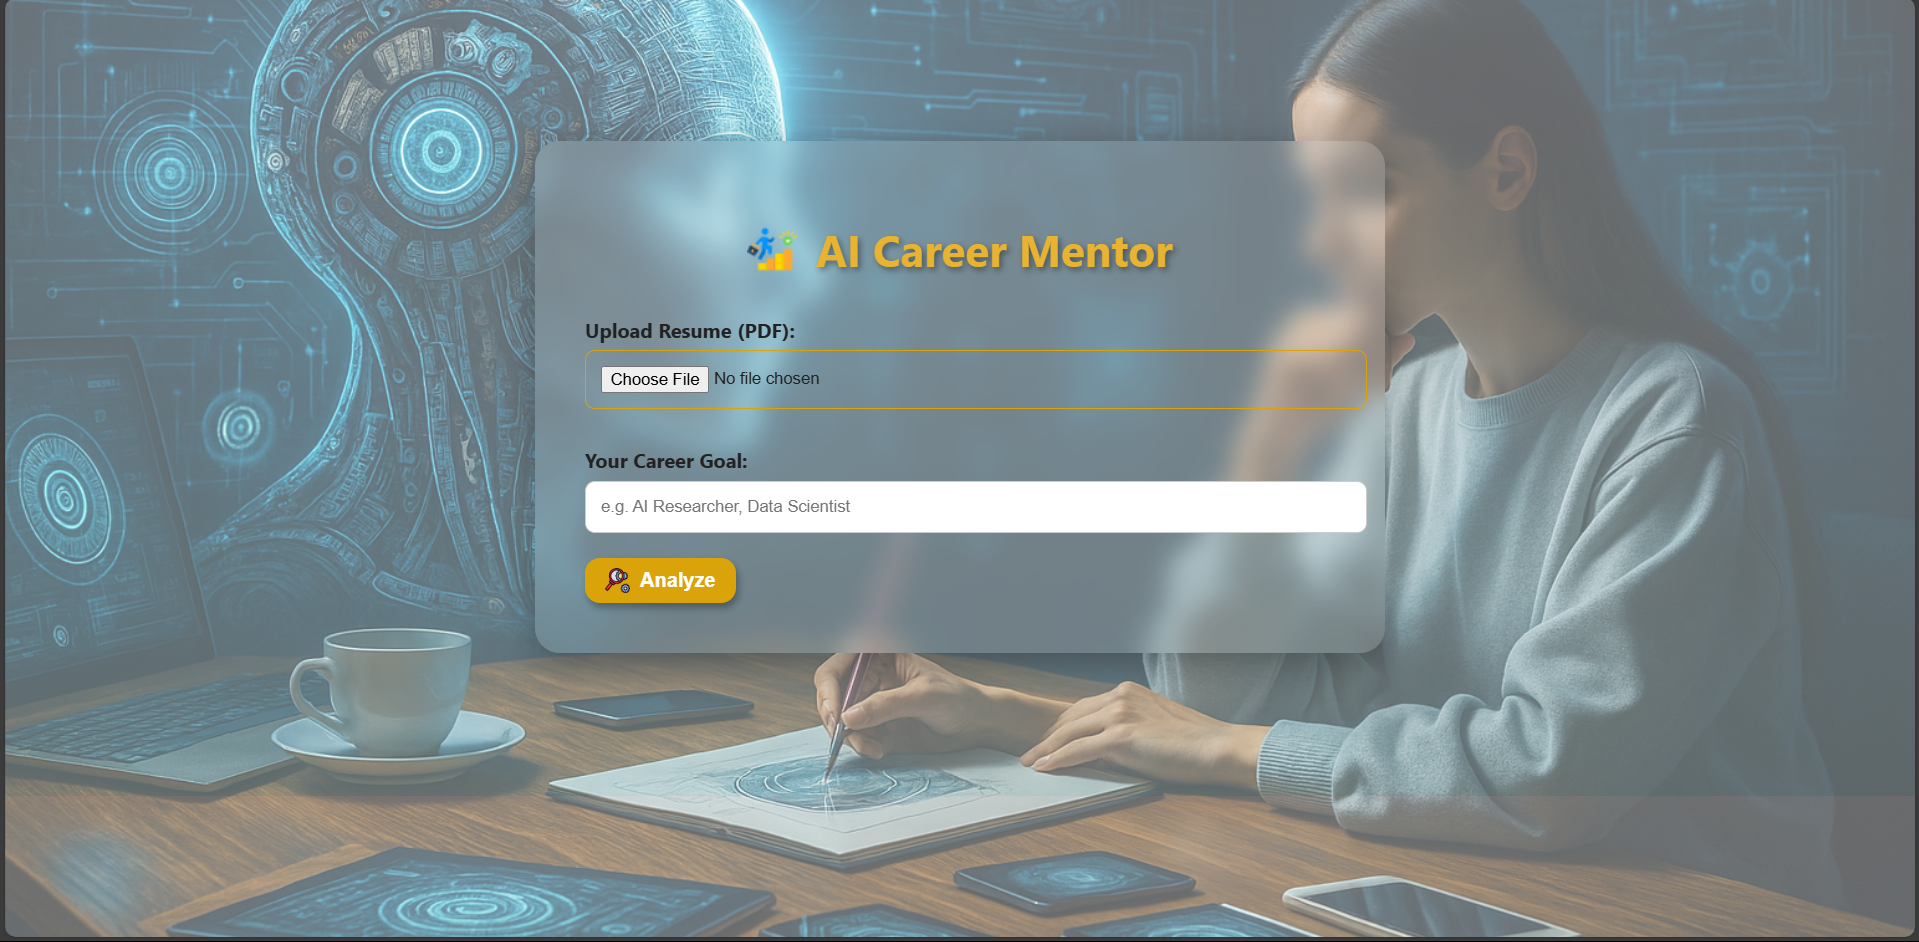 AI Career Mentor
Upload Resume (PDF):
Choose File No file chosen
Your Career Goal:
e.g. AI Researcher, Data Scientist
Analyze